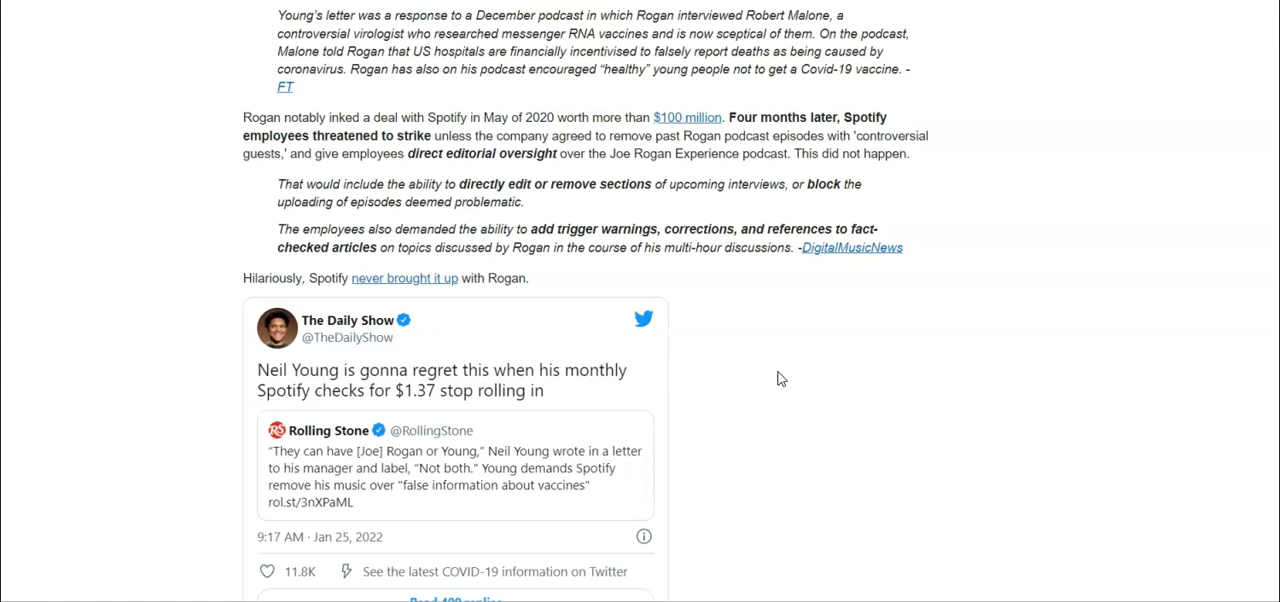 Young's letter was a response to a December podcast in which Rogan interviewed Robert Malone, a
controversial virologist who researched messenger RNA vaccines and is now sceptical of them. On the podcast,
Malone told Rogan that US hospitals are financially incentivised to falsely report deaths as being caused by
coronavirus. Rogan has also on his podcast encouraged “healthy” young people not to get a Covid-19 vaccine. -
FT
Rogan notably inked a deal with Spotify in May of 2020 worth more than $100 million. Four months later, Spotify
employees threatened to strike unless the company agreed to remove past Rogan podcast episodes with 'controversial
guests,' and give employees direct editorial oversight over the Joe Rogan Experience podcast. This did not happen.
That would include the ability to directly edit or remove sections of upcoming interviews, or block the
uploading of episodes deemed problematic.
The employees also demanded the ability to add trigger warnings, corrections, and references to fact-
checked articles on topics discussed by Rogan in the course of his multi-hour discussions. -DigitalMusicNews
Hilariously, Spotify never brought it up with Rogan.
The Daily Show
@TheDailyShow
Neil Young is gonna regret this when his monthly
Spotify checks for $1.37 stop rolling in
RS Rolling Stone @RollingStone
“They can have [Joe] Rogan or Young,” Neil Young wrote in a letter
to his manager and label, “Not both.” Young demands Spotify
remove his music over "false information about vaccines"
rol.st/3nXPaML
9:17 AM · Jan 25, 2022
11.8K See the latest COVID-19 information on Twitter